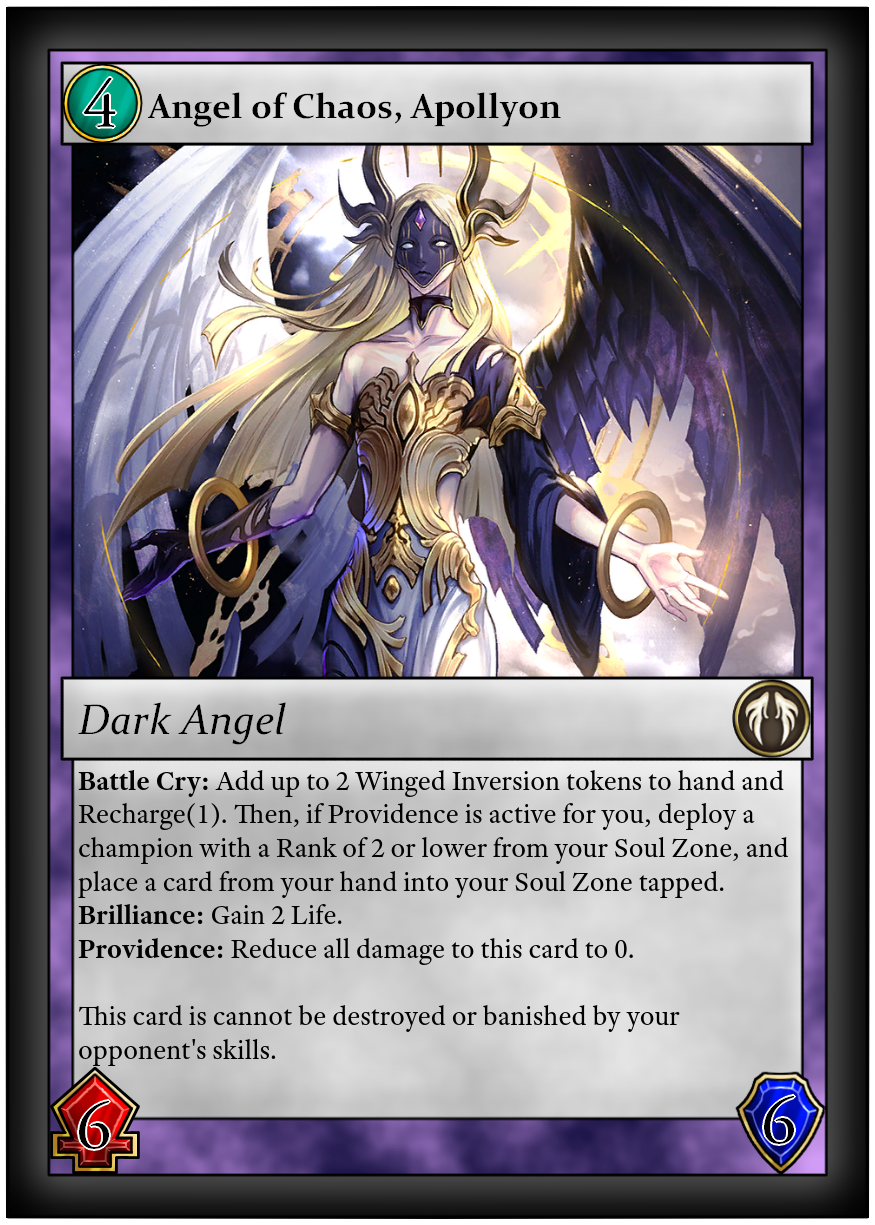 4
Angel of Chaos, Apollyon
Dark Angel
Battle Cry: Add up to 2 Winged Inversion tokens to hand and
Recharge(1). Then, if Providence is active for you, deploy a
champion with a Rank of 2 or lower from your Soul Zone, and
place a card from your hand into your Soul Zone tapped.
Brilliance: Gain 2 Life.
Providence: Reduce all damage to this card to 0.
This card is cannot be destroyed or banished by your
opponent's skills.
6
6